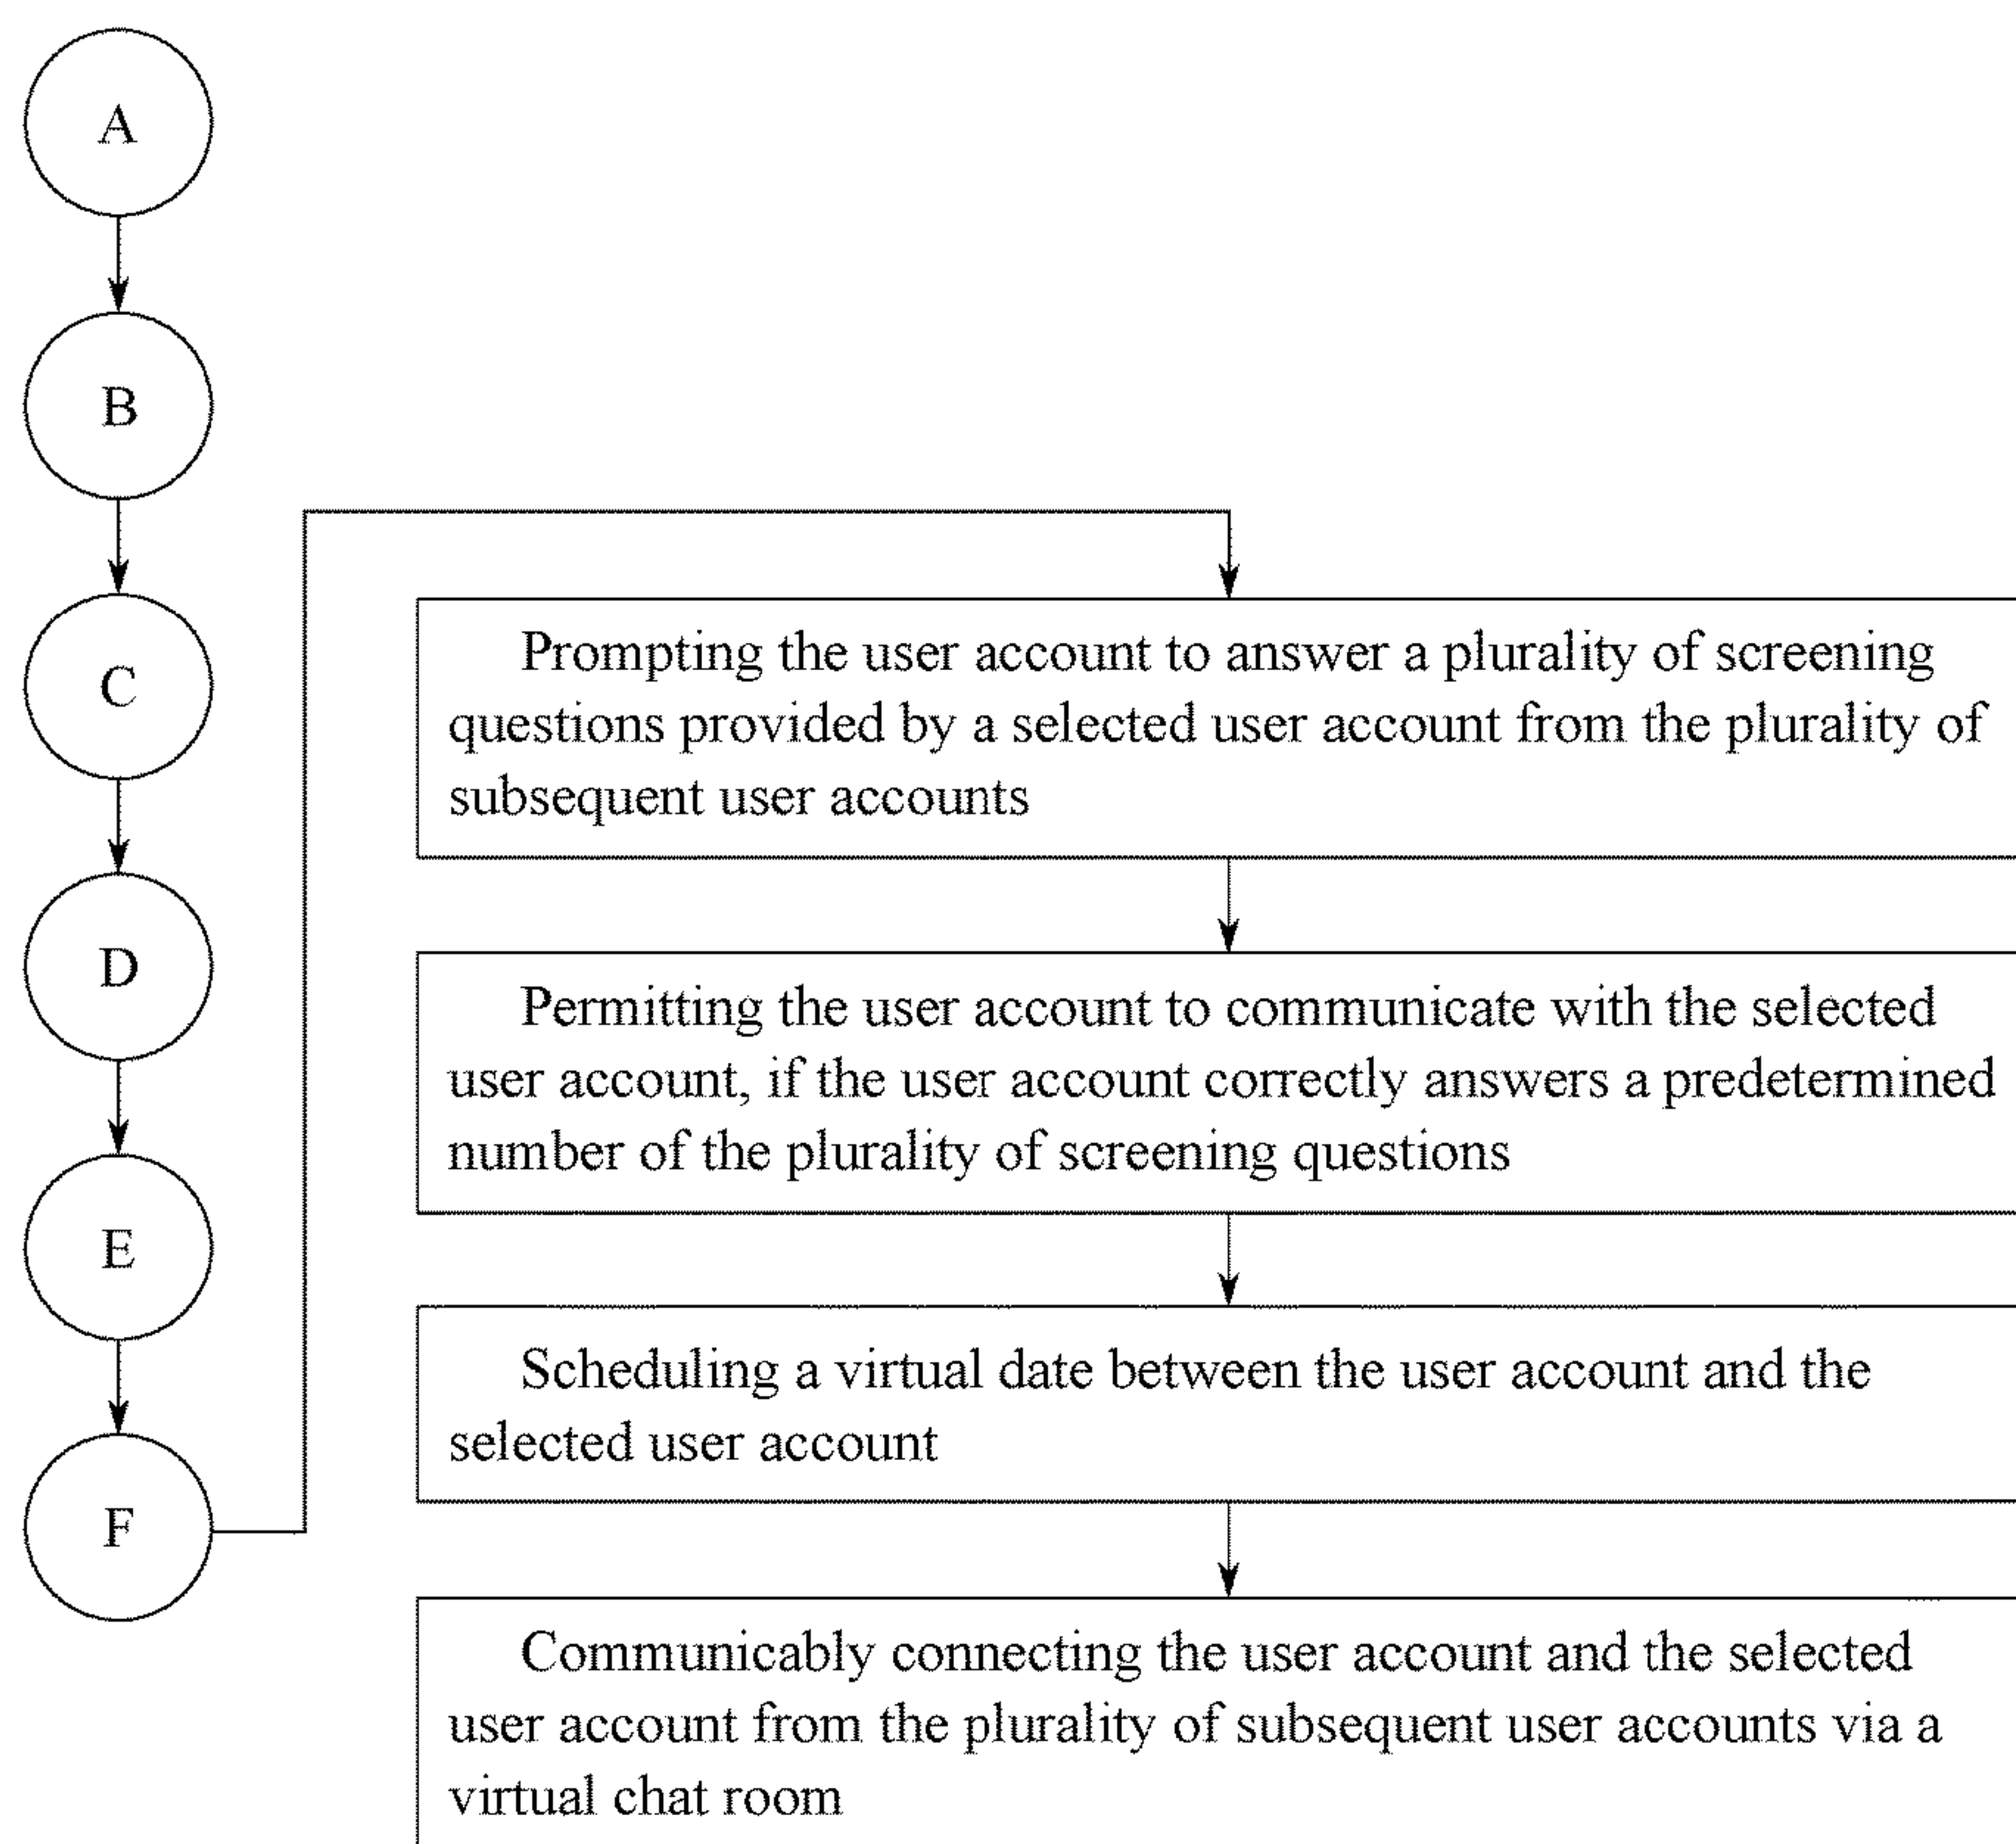 A
B
C
D
E
F
Prompting the user account to answer a plurality of screening
questions provided by a selected user account from the plurality of
subsequent user accounts
Permitting the user account to communicate with the selected
user account, if the user account correctly answers a predetermined
number of the plurality of screening questions
Scheduling a virtual date between the user account and the
selected user account
Communicably connecting the user account and the selected
user account from the plurality of subsequent user accounts via a
virtual chat room